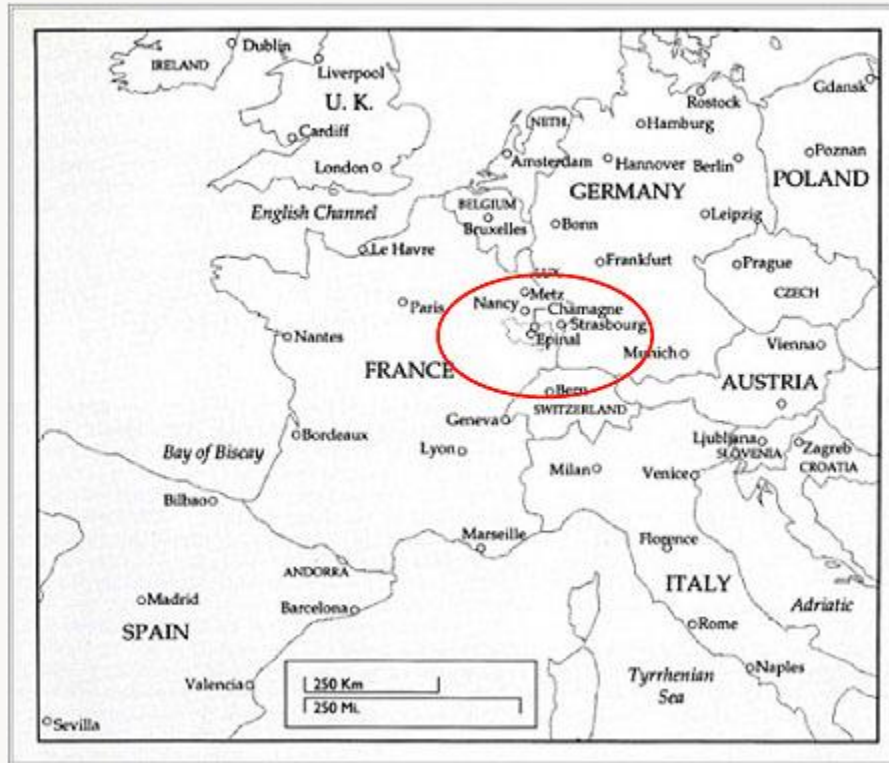 Dublin
IRELAND
Liverpool
U. K.
Cardiff
London
English Channel
NETH.
Amsterdam
BELGIUM
Bruxelles
Rostock
Gdansk
Hamburg
Hannover
Berlin
Poznan
GERMANY
POLAND
Leipzig
Bonn
Le Havre
Frankfurt
Prague
CZECH
LUX.
Metz
Paris
Nancy
Chamagne
Strasbourg
Epinal
Nantes
Munich
Vienna
FRANCE
AUSTRIA
Bern
SWITZERLAND
Geneva
Bordeaux
Bay of Biscay
Lyon
Ljubljana
SLOVENIA
Zagreb
CROATIA
Milan
Venice
Bilbao
Marseille
Florence
ANDORRA
ITALY
Madrid
Barcelona
Adriatic
SPAIN
Rome
Tyrrhenian
Sea
Naples
Valencia
250 Km
250 Mi.
Sevilla